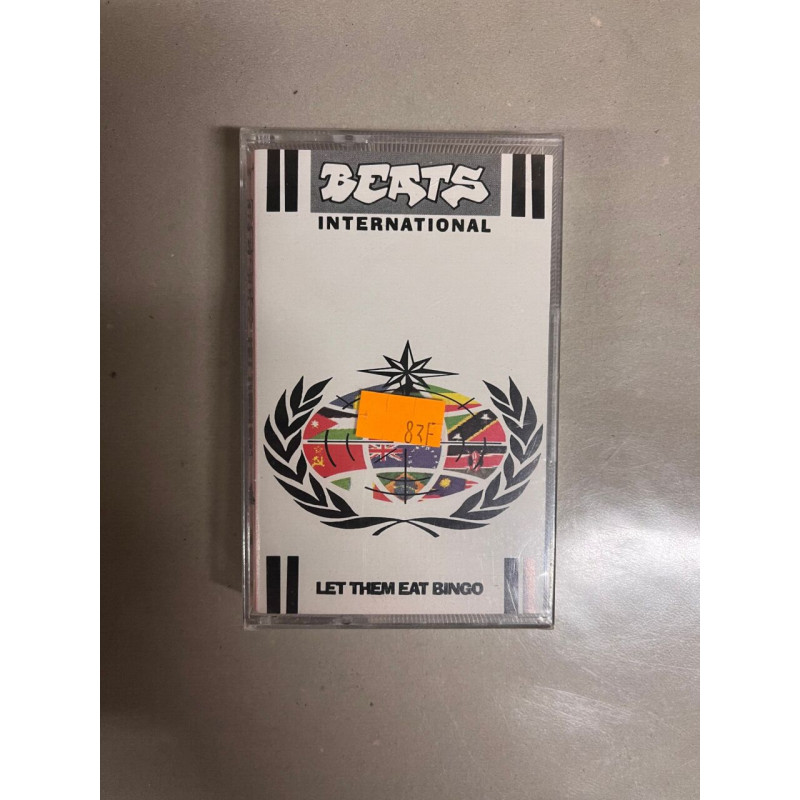 BEATS
INTERNATIONAL
83F
LET THEM EAT BINGO